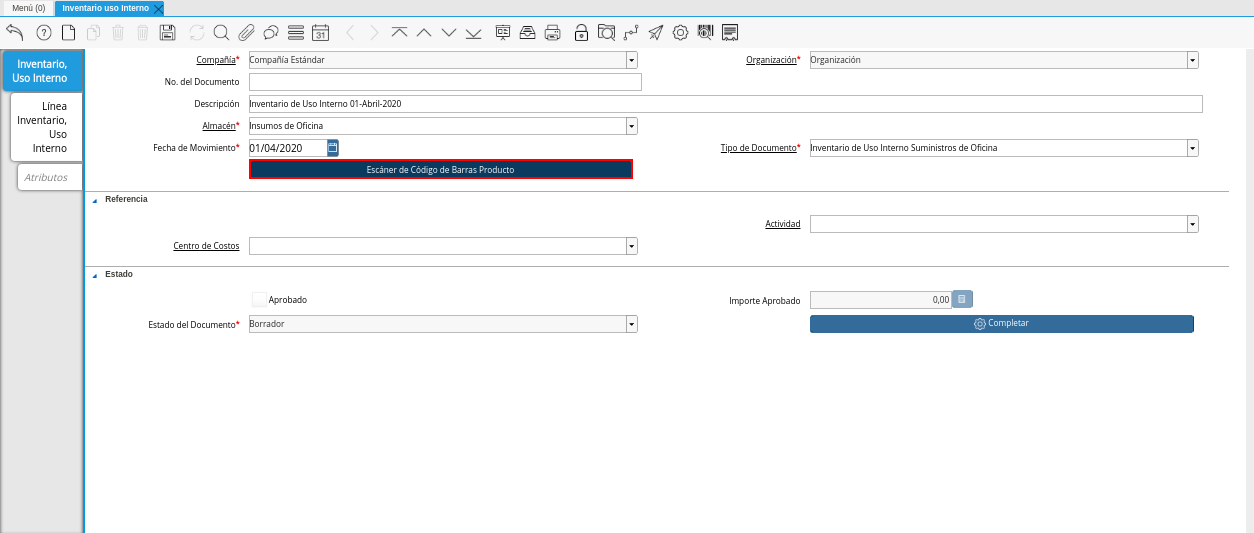 Menú (0)
Inventario uso Interno
31
Inventario,
Uso Interno
Línea
Inventario,
Uso
Interno
Atributos
Compañía* Compañía Estándar
Organización* Organización
No. del Documento
Descripción Inventario de Uso Interno 01-Abril-2020
Almacén* Insumos de Oficina
Fecha de Movimiento* 01/04/2020
Tipo de Documento* Inventario de Uso Interno Suministros de Oficina
Escáner de Código de Barras Producto
Referencia
Actividad
Centro de Costos
Estado
Aprobado
Importe Aprobado 0,00
Estado del Documento* Borrador
Completar